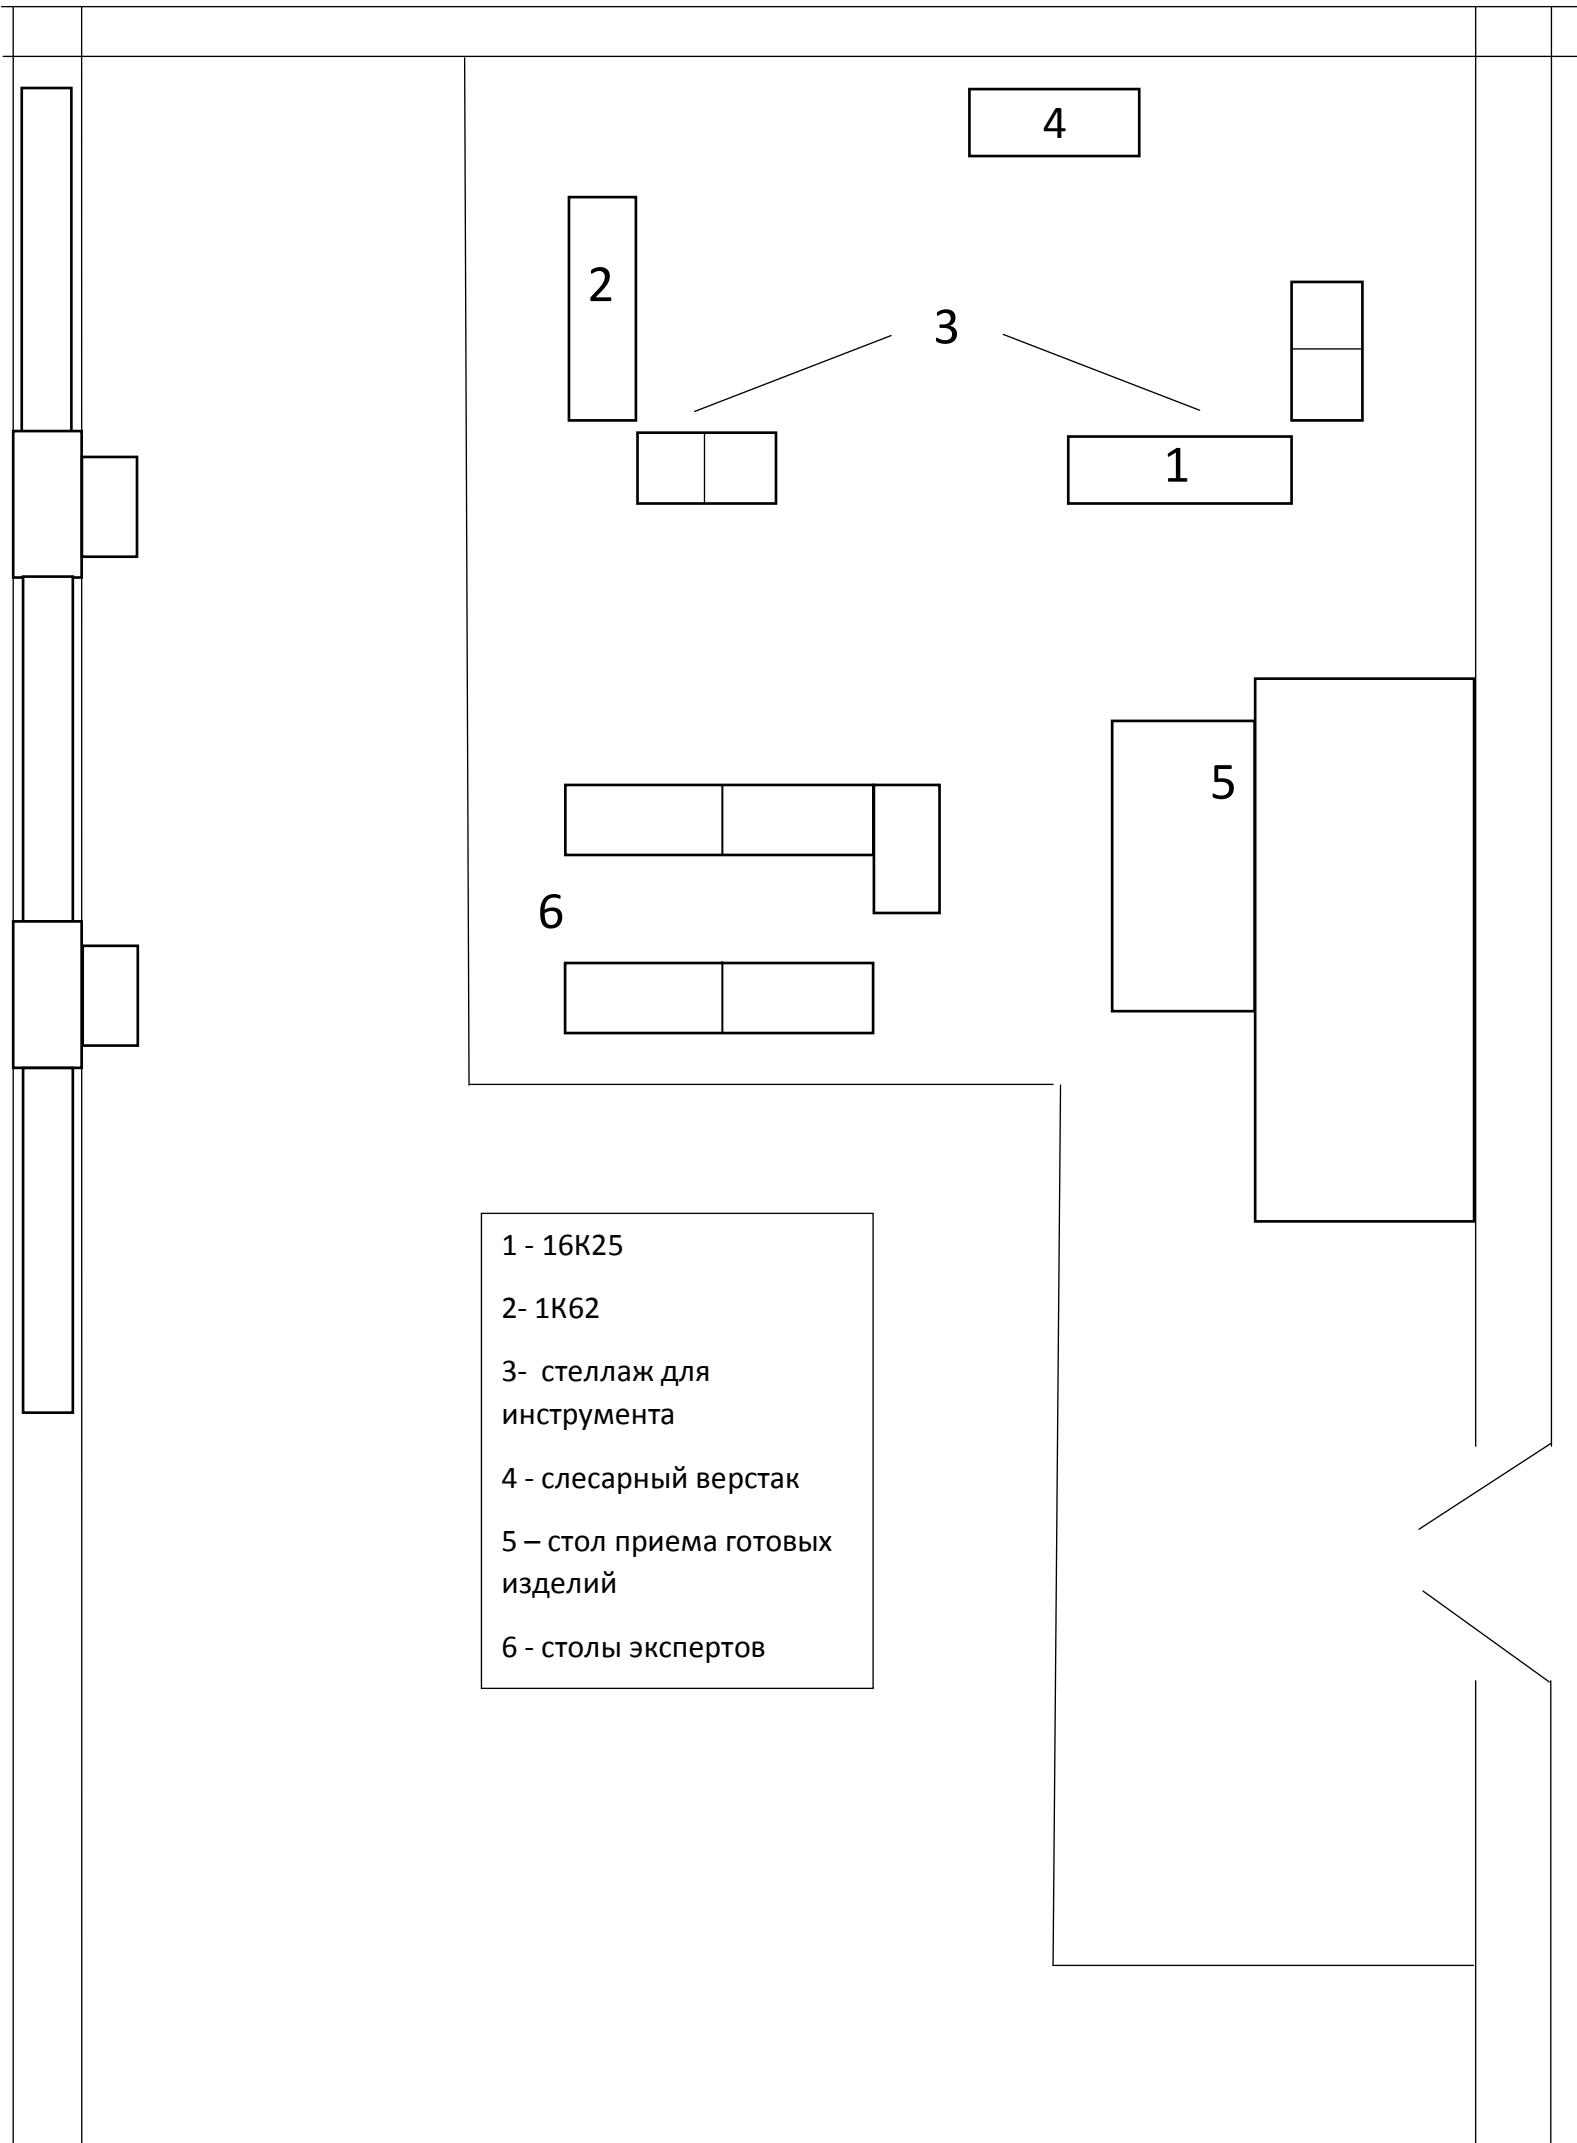 4
2
3
1
5
6
1 - 16К25
2- 1К62
3-  стеллаж для
инструмента
4 - слесарный верстак
5 – стол приема готовых
изделий
6 - столы экспертов